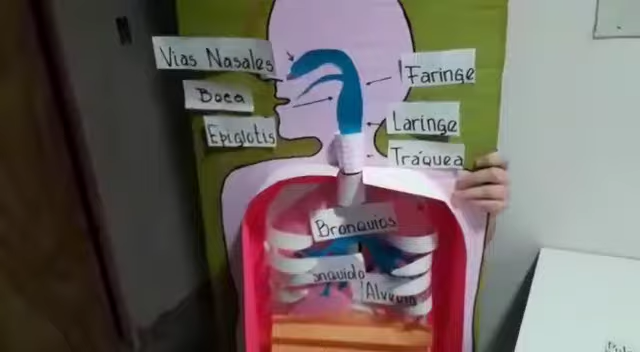 Vias Nasales
Boca
Epiglotis
Faringe
Laringe
Tráquea
Bronquios